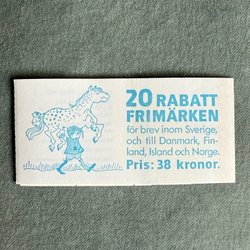 20 RABATT
FRIMÄRKEN
för brev inom Sverige,
och till Danmark, Fin-
land, Island och Norge.
Pris: 38 kronor.